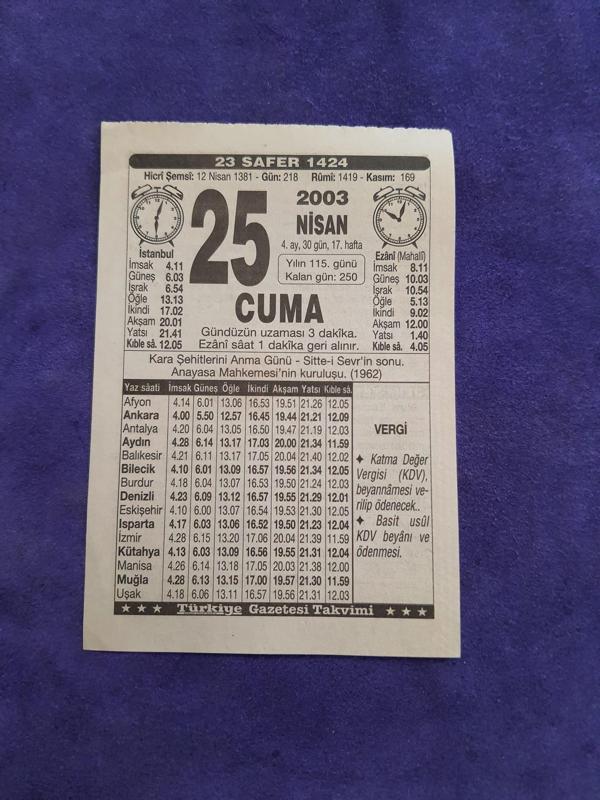 23 SAFER 1424
Hicrî Şemsî: 12 Nisan 1381 - Gün: 218 Rûmî: 1419 - Kasım: 169
25
2003
NİSAN
4. ay, 30 gün, 17. hafta
Yılın 115. günü
Kalan gün: 250
CUMA
İstanbul
İmsak 4.11
Güneş 6.03
İşrak 6.54
Öğle 13.13
İkindi 17.02
Akşam 20.01
Yatsı 21.41
Kıble sâ. 12.05
Ezânî (Mahallî)
İmsak 8.11
Güneş 10.03
İşrak 10.54
Öğle 5.13
İkindi 9.02
Akşam 12.00
Yatsı 1.40
Kıble sâ. 4.05
Gündüzün uzaması 3 dakîka.
Ezânî sâat 1 dakîka geri alınır.
Kara Şehitlerini Anma Günü - Sitte-i Sevr'in sonu.
Anayasa Mahkemesi'nin kuruluşu. (1962)
Yaz sâati İmsak Güneş Öğle İkindi Akşam Yatsı Kıble sâ.
Afyon 4.14 6.01 13.06 16.53 19.51 21.26 12.05
Ankara 4.00 5.50 12.57 16.45 19.44 21.21 12.09
Antalya 4.20 6.04 13.05 16.50 19.47 21.19 12.03
Aydın 4.28 6.14 13.17 17.03 20.00 21.34 11.59
Balıkesir 4.21 6.11 13.17 17.05 20.04 21.40 12.02
Bilecik 4.10 6.01 13.09 16.57 19.56 21.34 12.05
Burdur 4.18 6.04 13.07 16.53 19.50 21.24 12.03
Denizli 4.23 6.09 13.12 16.57 19.55 21.29 12.01
Eskişehir 4.10 6.00 13.07 16.54 19.53 21.30 12.05
Isparta 4.17 6.03 13.06 16.52 19.50 21.23 12.04
İzmir 4.28 6.15 13.20 17.06 20.04 21.39 11.59
Kütahya 4.13 6.03 13.09 16.56 19.55 21.31 12.04
Manisa 4.26 6.14 13.18 17.05 20.03 21.38 12.00
Muğla 4.28 6.13 13.15 17.00 19.57 21.30 11.59
Uşak 4.18 6.06 13.11 16.57 19.56 21.31 12.03
VERGİ
✦ Katma Değer
Vergisi (KDV),
beyannâmesi ve-
rilip ödenecek..
✦ Basit usûl
KDV beyânı ve
ödenmesi.
★ ★ ★ Türkiye Gazetesi Takvimi ★ ★ ★